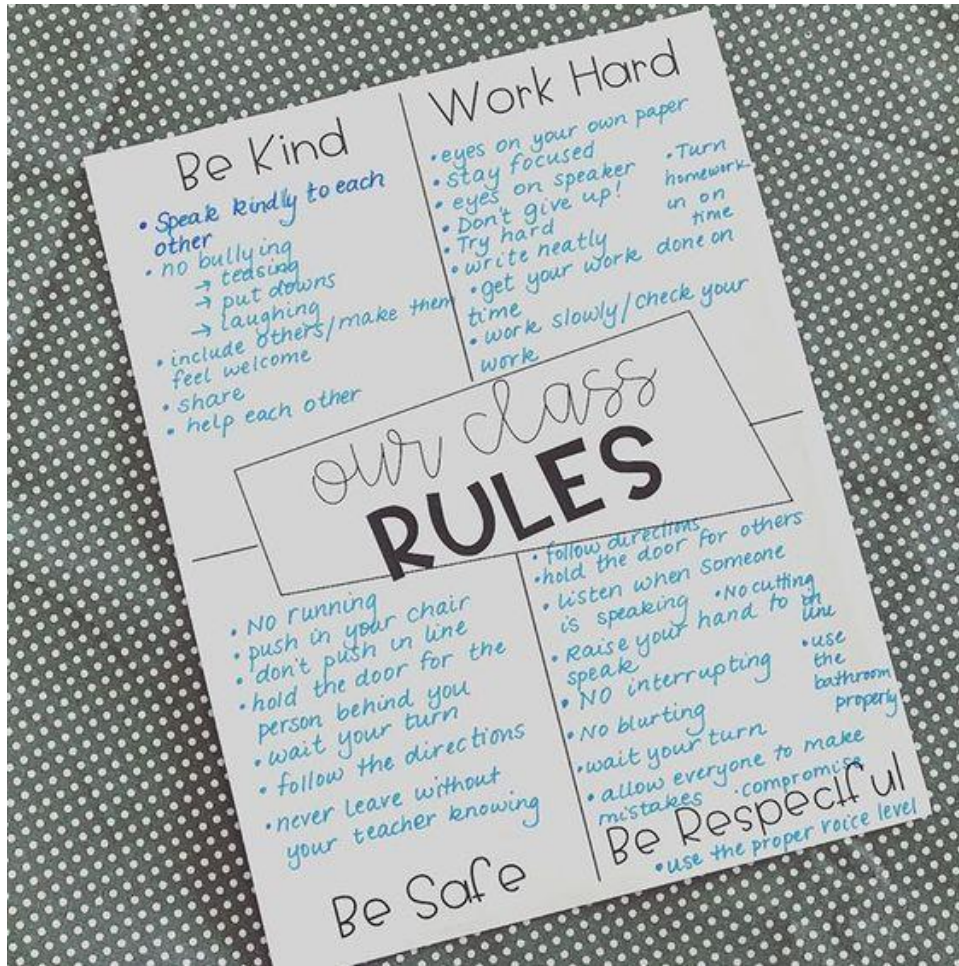 Be Kind
• Speak kindly to each
other
• no bullying
→ teasing
→ put downs
→ laughing
• include others/make them
feel welcome
• share
• help each other
Work Hard
• eyes on your own paper
• stay focused
• eyes on speaker
• Don't give up!
• Try hard
• write neatly
• get your work done on
time
• work slowly/check your
work
• Turn
homework
in on
time
our class
RULES
• No running
• push in your chair
• don't push in line
• hold the door for the
person behind you
• wait your turn
• follow the directions
• never leave without
your teacher knowing
Be Safe
• follow directions
• hold the door for others
• listen when someone
is speaking
• Raise your hand to
speak
• NO interrupting
• No blurting
• wait your turn
• allow everyone to make
mistakes • compromise
• No cutting
in
line
• use
the
bathroom
properly
Be Respectful
• use the proper voice level